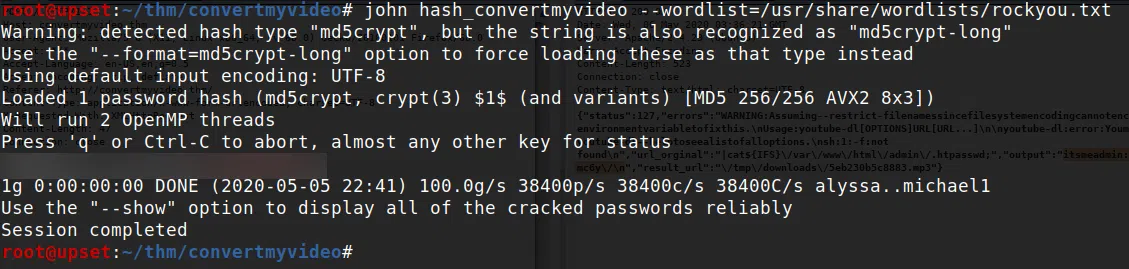 root@upset:~/thm/convertmyvideo# john hash_convertmyvideo --wordlist=/usr/share/wordlists/rockyou.txt
Warning: detected hash type "md5crypt", but the string is also recognized as "md5crypt-long"
Use the "--format=md5crypt-long" option to force loading these as that type instead
Using default input encoding: UTF-8
Loaded 1 password hash (md5crypt, crypt(3) $1$ (and variants) [MD5 256/256 AVX2 8x3])
Will run 2 OpenMP threads
Press 'q' or Ctrl-C to abort, almost any other key for status
1g 0:00:00:00 DONE (2020-05-05 22:41) 100.0g/s 38400p/s 38400c/s 38400C/s alyssa..michael1
Use the "--show" option to display all of the cracked passwords reliably
Session completed
root@upset:~/thm/convertmyvideo#
Content-Length: 523
Connection: close